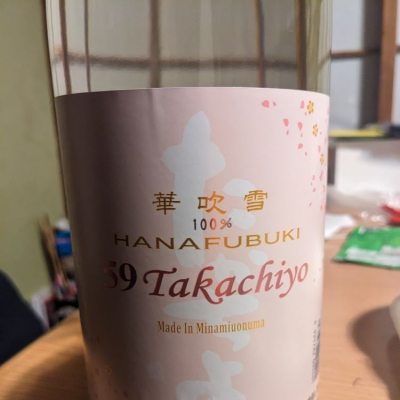 華吹雪
100%
HANAFUBUKI
59 Takachiyo
Made In Minamiuonuma